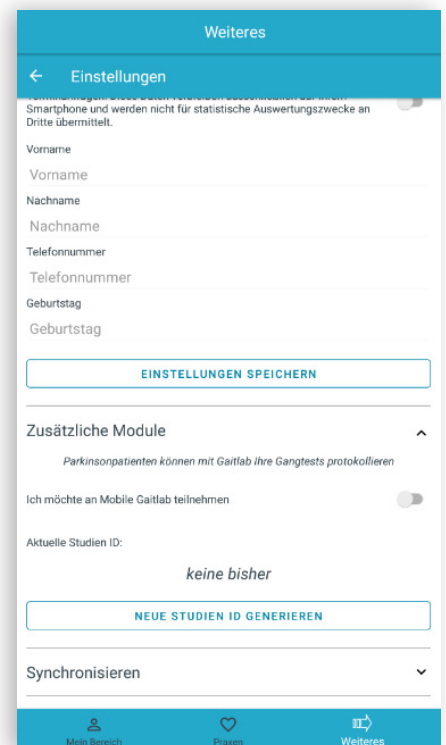 Weiteres
Einstellungen
Smartphone und werden nicht für statistische Auswertungszwecke an
Dritte übermittelt.
Vorname
Vorname
Nachname
Nachname
Telefonnummer
Telefonnummer
Geburtstag
Geburtstag
EINSTELLUNGEN SPEICHERN
Zusätzliche Module
Parkinsonpatienten können mit Gaitlab Ihre Gangtests protokollieren
Ich möchte an Mobile Gaitlab teilnehmen
Aktuelle Studien ID:
keine bisher
NEUE STUDIEN ID GENERIEREN
Synchronisieren
Mein Bereich Praxen Weiteres